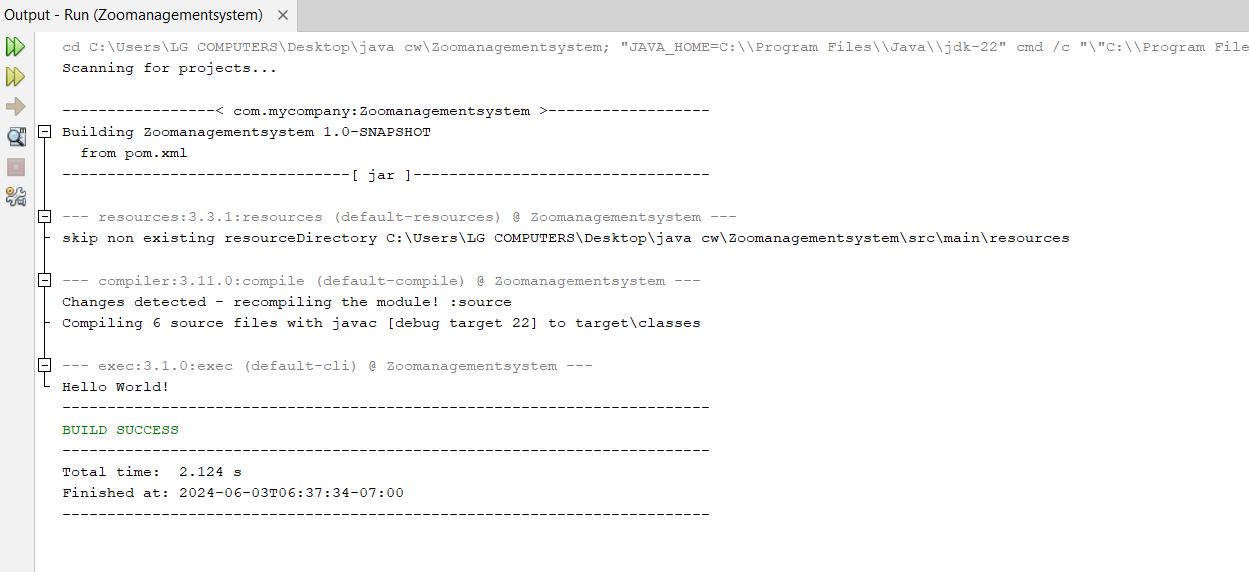 Output - Run (Zoomanagementsystem)
cd C:\Users\LG COMPUTERS\Desktop\java cw\Zoomanagementsystem; "JAVA_HOME=C:\\Program Files\\Java\\jdk-22" cmd /c "\"C:\\Program File
Scanning for projects...
-----------------< com.mycompany:Zoomanagementsystem >------------------
Building Zoomanagementsystem 1.0-SNAPSHOT
from pom.xml
--------------------------------[ jar ]---------------------------------
--- resources:3.3.1:resources (default-resources) @ Zoomanagementsystem ---
skip non existing resourceDirectory C:\Users\LG COMPUTERS\Desktop\java cw\Zoomanagementsystem\src\main\resources
--- compiler:3.11.0:compile (default-compile) @ Zoomanagementsystem ---
Changes detected - recompiling the module! :source
Compiling 6 source files with javac [debug target 22] to target\classes
--- exec:3.1.0:exec (default-cli) @ Zoomanagementsystem ---
Hello World!
------------------------------------------------------------------------
BUILD SUCCESS
------------------------------------------------------------------------
Total time:  2.124 s
Finished at: 2024-06-03T06:37:34-07:00
------------------------------------------------------------------------